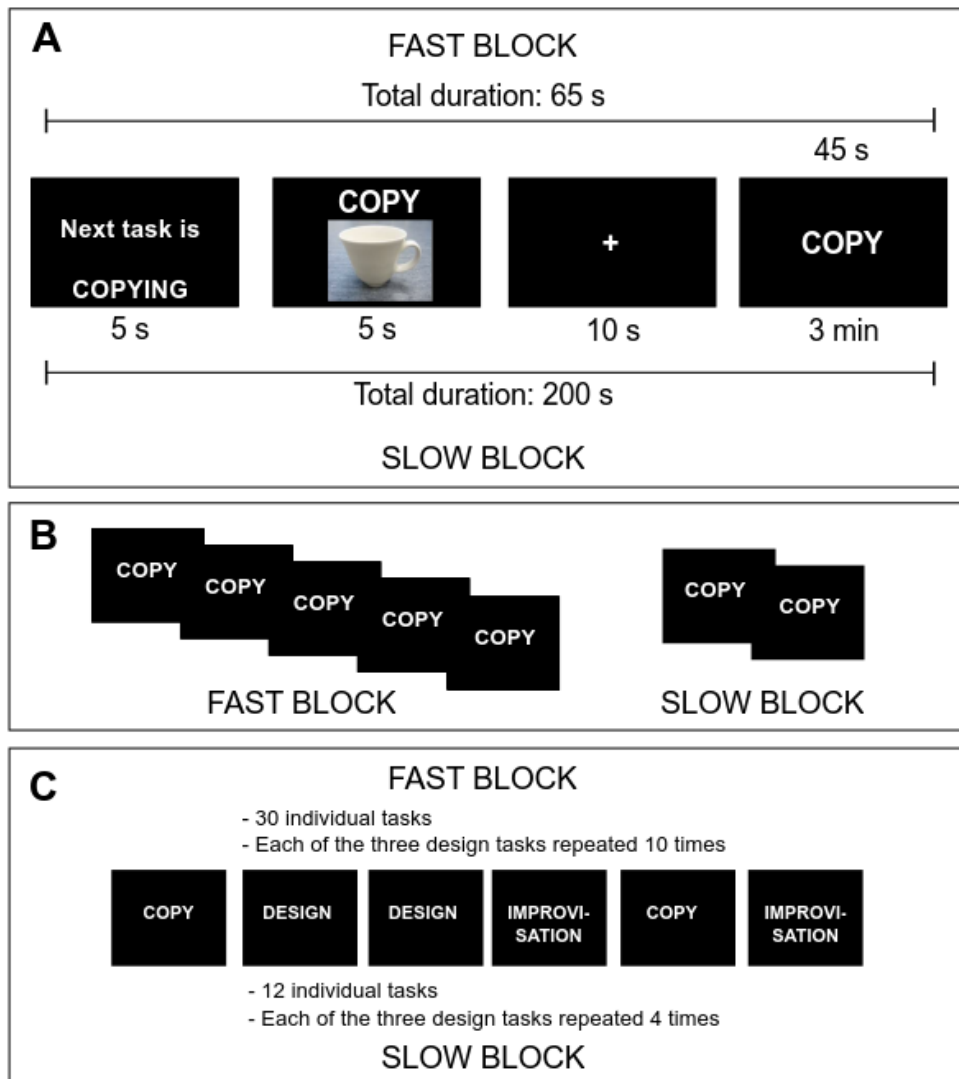 A
FAST BLOCK
Total duration: 65 s
45 s
Next task is
COPYING
COPY
+
COPY
5 s
5 s
10 s
3 min
Total duration: 200 s
SLOW BLOCK
B
COPY
COPY
COPY
COPY
COPY
COPY
COPY
FAST BLOCK
SLOW BLOCK
C
FAST BLOCK
- 30 individual tasks
- Each of the three design tasks repeated 10 times
COPY
DESIGN
DESIGN
IMPROVI-
SATION
COPY
IMPROVI-
SATION
- 12 individual tasks
- Each of the three design tasks repeated 4 times
SLOW BLOCK